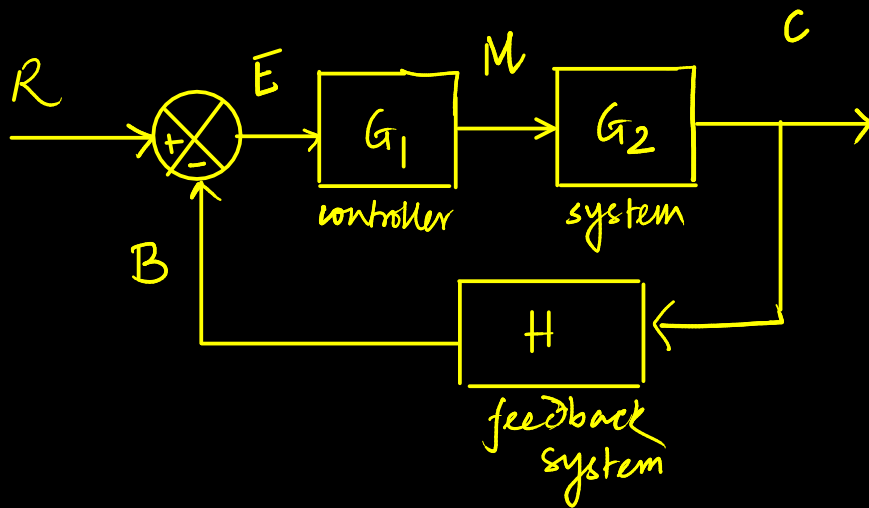 C
R
E
M
+
-
G1
G2
controller
system
B
H
feedback
system